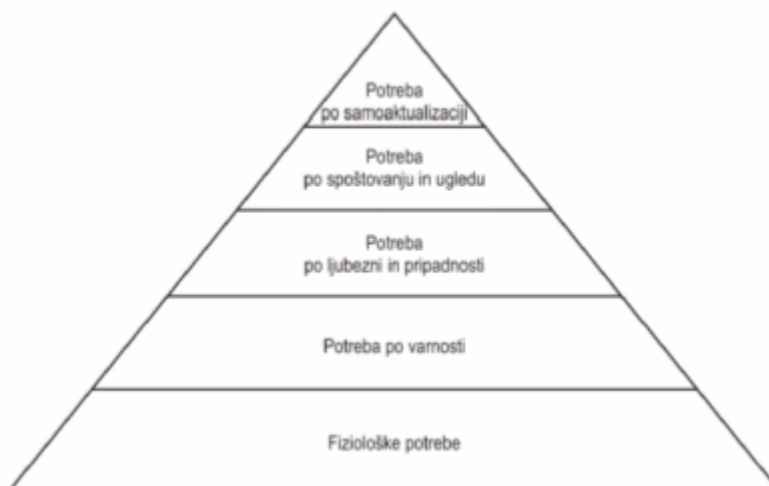 Potreba
po samoaktualizaciji
Potreba
po spoštovanju in ugledu
Potreba
po ljubezni in pripadnosti
Potreba po varnosti
Fiziološke potrebe